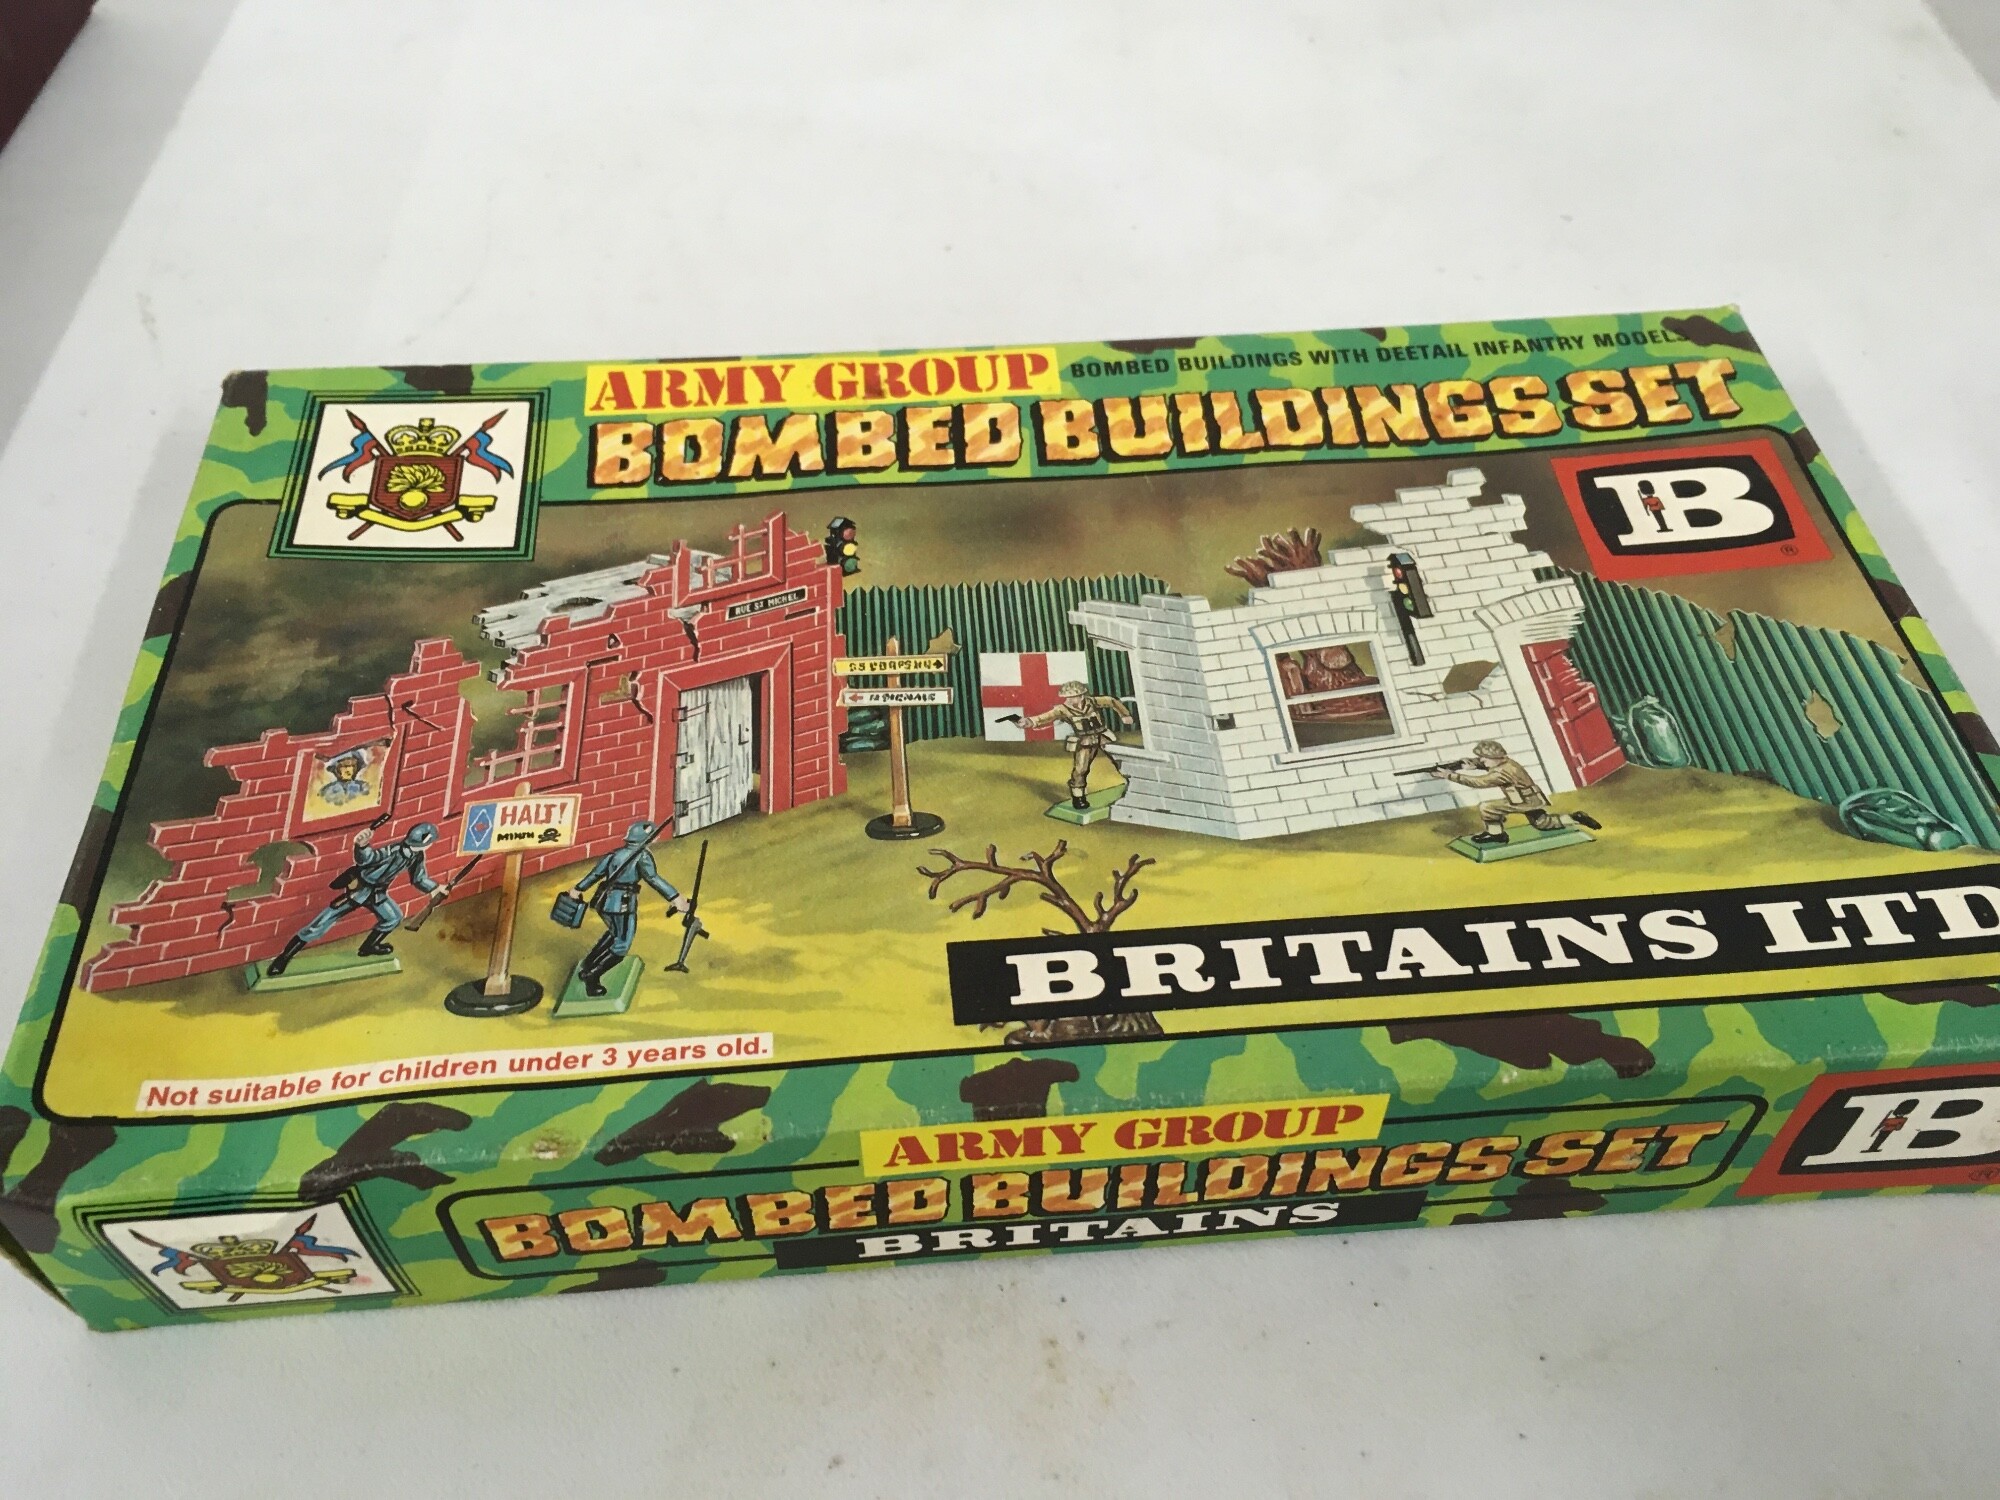 ARMY GROUP
BOMBED BUILDINGS WITH DEETAIL INFANTRY MODELS
BOMBED BUILDINGS SET
B
®
RUE ST MICHEL
HALT!
MINEN
BRITAINS LTD
Not suitable for children under 3 years old.
ARMY GROUP
BOMBED BUILDINGS SET
BRITAINS
B